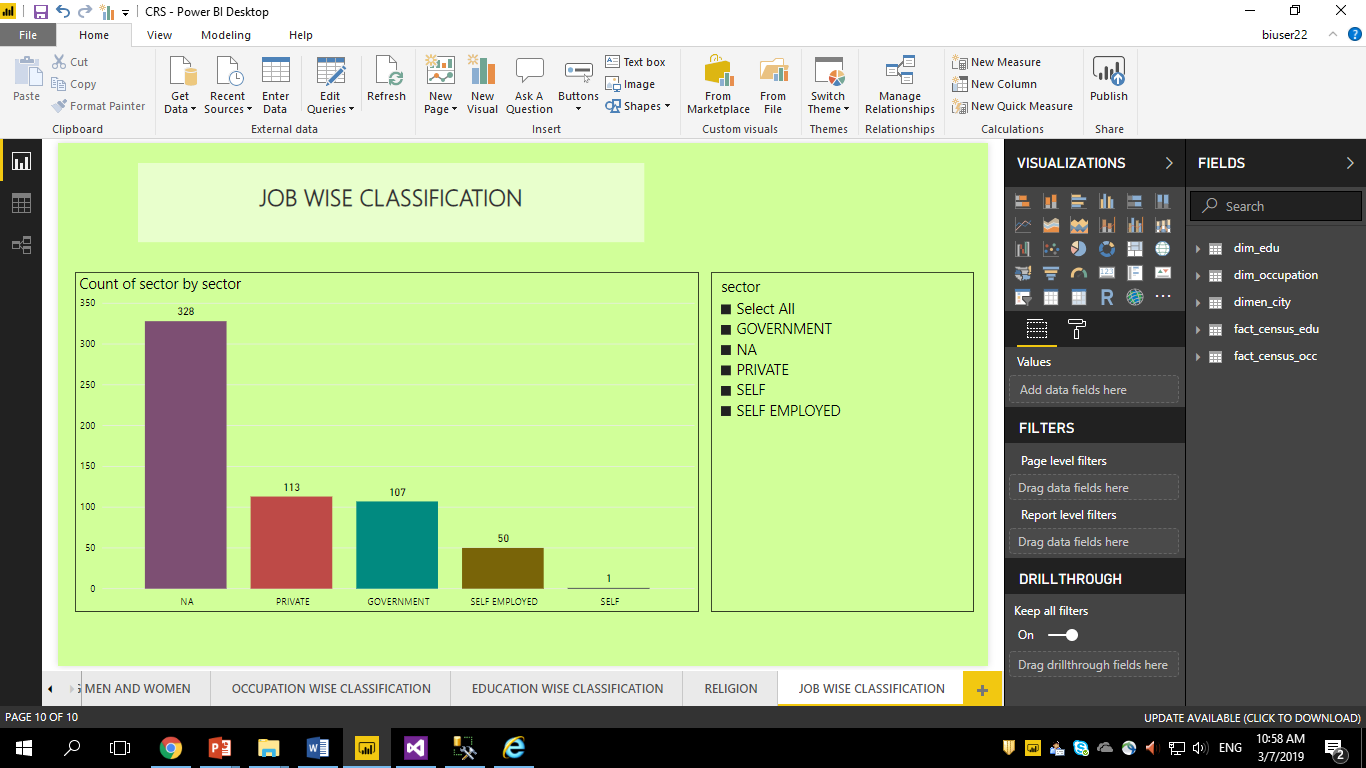 CRS - Power BI Desktop
File Home View Modeling Help biuser22
Paste Cut Copy Format Painter
Clipboard
Get Data Recent Sources Enter Data Edit Queries Refresh
External data
New Page New Visual Ask A Question Buttons Text box Image Shapes
Insert
From Marketplace From File
Custom visuals
Switch Theme
Themes
Manage Relationships
Relationships
New Measure
New Column
New Quick Measure
Calculations
Publish
Share
JOB WISE CLASSIFICATION
Count of sector by sector
350
300
250
200
150
100
50
0
328
113
107
50
1
NA PRIVATE GOVERNMENT SELF EMPLOYED SELF
sector
Select All
GOVERNMENT
NA
PRIVATE
SELF
SELF EMPLOYED
VISUALIZATIONS
R
Values
Add data fields here
FILTERS
Page level filters
Drag data fields here
Report level filters
Drag data fields here
DRILLTHROUGH
Keep all filters
On
Drag drillthrough fields here
FIELDS
Search
dim_edu
dim_occupation
dimen_city
fact_census_edu
fact_census_occ
MEN AND WOMEN OCCUPATION WISE CLASSIFICATION EDUCATION WISE CLASSIFICATION RELIGION JOB WISE CLASSIFICATION
PAGE 10 OF 10 UPDATE AVAILABLE (CLICK TO DOWNLOAD)
ENG 10:58 AM
3/7/2019
2